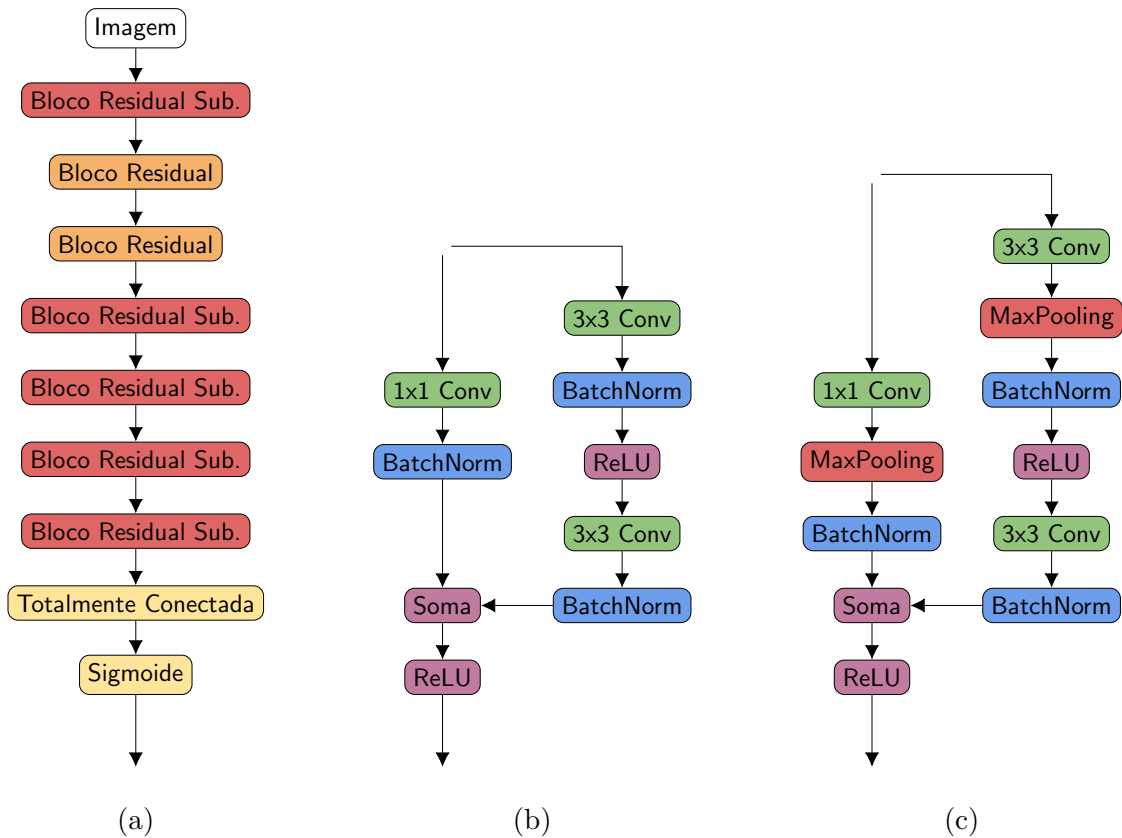 Imagem
Bloco Residual Sub.
Bloco Residual
Bloco Residual
Bloco Residual Sub.
Bloco Residual Sub.
Bloco Residual Sub.
Bloco Residual Sub.
Totalmente Conectada
Sigmoide
(a)
1x1 Conv
BatchNorm
3x3 Conv
BatchNorm
ReLU
3x3 Conv
BatchNorm
Soma
ReLU
(b)
1x1 Conv
MaxPooling
BatchNorm
3x3 Conv
MaxPooling
BatchNorm
ReLU
3x3 Conv
BatchNorm
Soma
ReLU
(c)